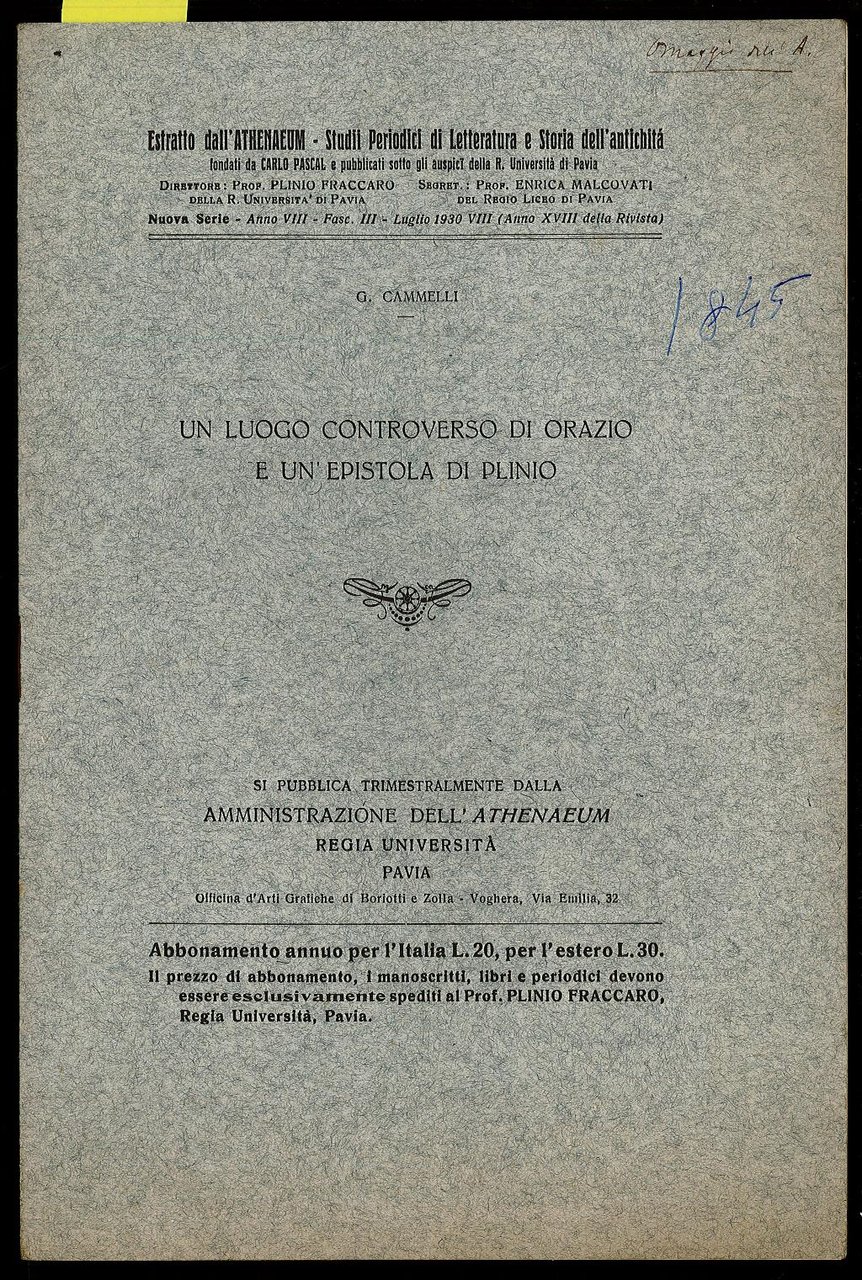 Omaggio dell'A.
Estratto dall'ATHENAEUM - Studii Periodici di Letteratura e Storia dell'antichità
fondati da CARLO PASCAL e pubblicati sotto gli auspicî della R. Università di Pavia
DIRETTORE: PROF. PLINIO FRACCARO SEGRET.: PROF. ENRICA MALCOVATI
DELLA R. UNIVERSITA' DI PAVIA DEL REGIO LICEO DI PAVIA
Nuova Serie - Anno VIII - Fasc. III - Luglio 1930 VIII (Anno XVIII della Rivista)
G. CAMMELLI
1845
UN LUOGO CONTROVERSO DI ORAZIO
E UN' EPISTOLA DI PLINIO
SI PUBBLICA TRIMESTRALMENTE DALLA
AMMINISTRAZIONE DELL' ATHENAEUM
REGIA UNIVERSITÀ
PAVIA
Officina d'Arti Grafiche di Boriotti e Zolla - Voghera, Via Emilia, 32
Abbonamento annuo per l'Italia L. 20, per l'estero L. 30.
Il prezzo di abbonamento, i manoscritti, libri e periodici devono
essere esclusivamente spediti al Prof. PLINIO FRACCARO,
Regia Università, Pavia.